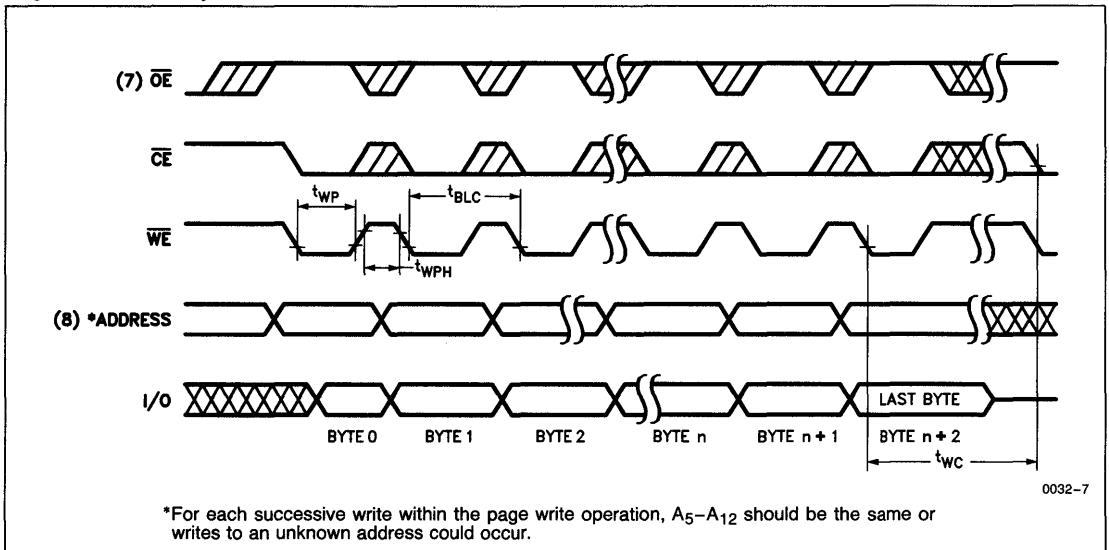 (7) OE
CE
tWP
tBLC
WE
tWPH
(8) *ADDRESS
I/O
LAST BYTE
BYTE 0 BYTE 1 BYTE 2 BYTE n BYTE n + 1 BYTE n + 2
tWC
0032–7
*For each successive write within the page write operation, A5–A12 should be the same or
writes to an unknown address could occur.